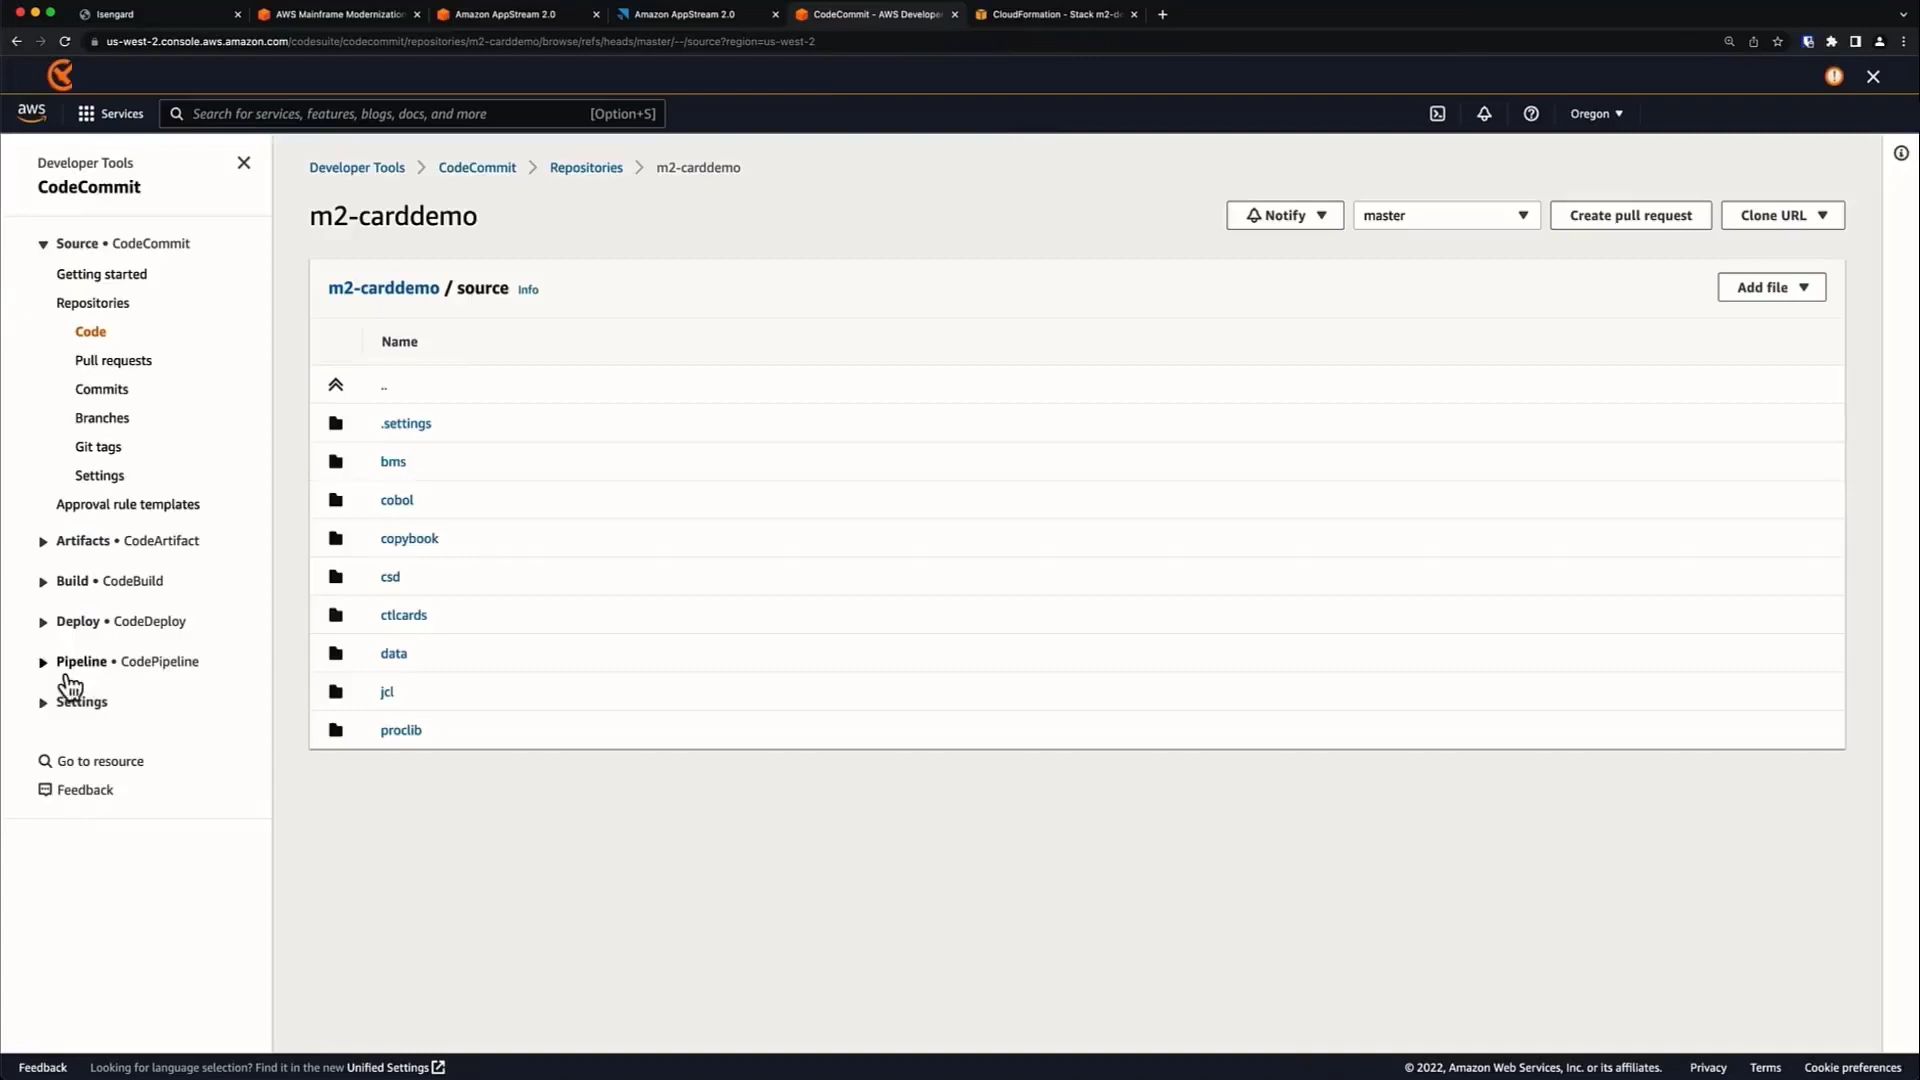 Isengard
AWS Mainframe Modernization
Amazon AppStream 2.0
Amazon AppStream 2.0
CodeCommit - AWS Develope
CloudFormation - Stack m2-d
us-west-2.console.aws.amazon.com/codesuite/codecommit/repositories/m2-carddemo/browse/refs/heads/master/--/source?region=us-west-2
aws
Services
Search for services, features, blogs, docs, and more
[Option+S]
Oregon
Developer Tools
CodeCommit
Source • CodeCommit
Getting started
Repositories
Code
Pull requests
Commits
Branches
Git tags
Settings
Approval rule templates
Artifacts • CodeArtifact
Build • CodeBuild
Deploy • CodeDeploy
Pipeline • CodePipeline
Settings
Go to resource
Feedback
Developer Tools
CodeCommit
Repositories
m2-carddemo
m2-carddemo
Notify
master
Create pull request
Clone URL
m2-carddemo / source Info
Add file
Name
..
.settings
bms
cobol
copybook
csd
ctlcards
data
jcl
proclib
Feedback
Looking for language selection? Find it in the new Unified Settings
© 2022, Amazon Web Services, Inc. or its affiliates.
Privacy
Terms
Cookie preferences